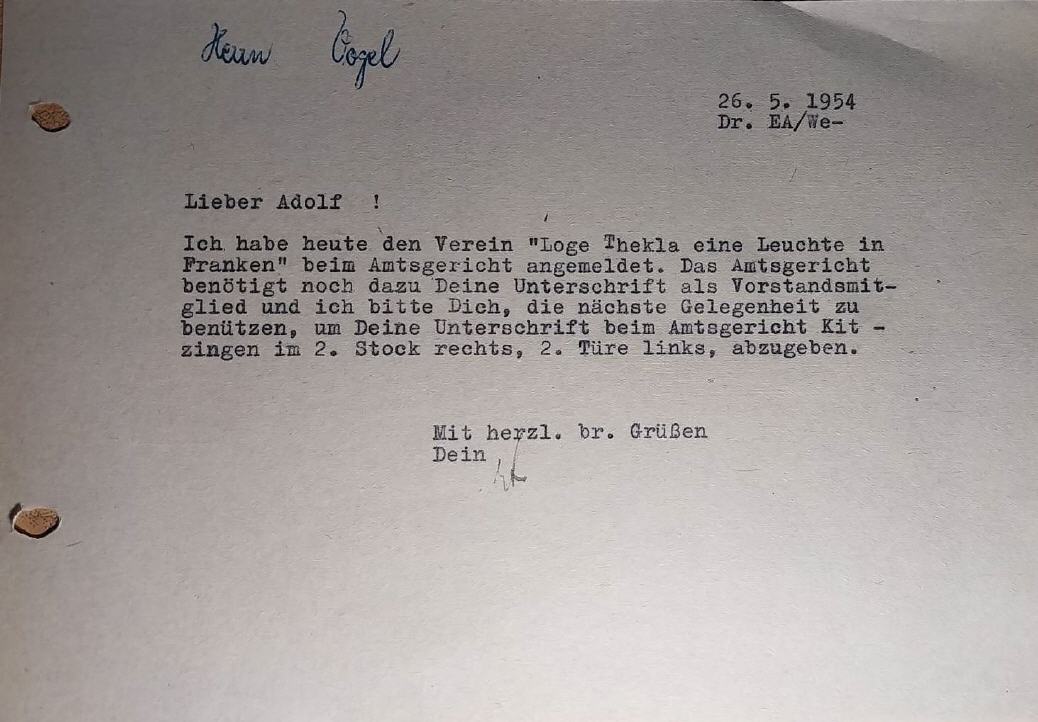 Herrn Vogel
26. 5. 1954
Dr. EA/We-
Lieber Adolf !
Ich habe heute den Verein "Loge Thekla eine Leuchte in
Franken" beim Amtsgericht angemeldet. Das Amtsgericht
benötigt noch dazu Deine Unterschrift als Vorstandsmit-
glied und ich bitte Dich, die nächste Gelegenheit zu
benützen, um Deine Unterschrift beim Amtsgericht Kit -
zingen im 2. Stock rechts, 2. Türe links, abzugeben.
Mit herzl. br. Grüßen
Dein